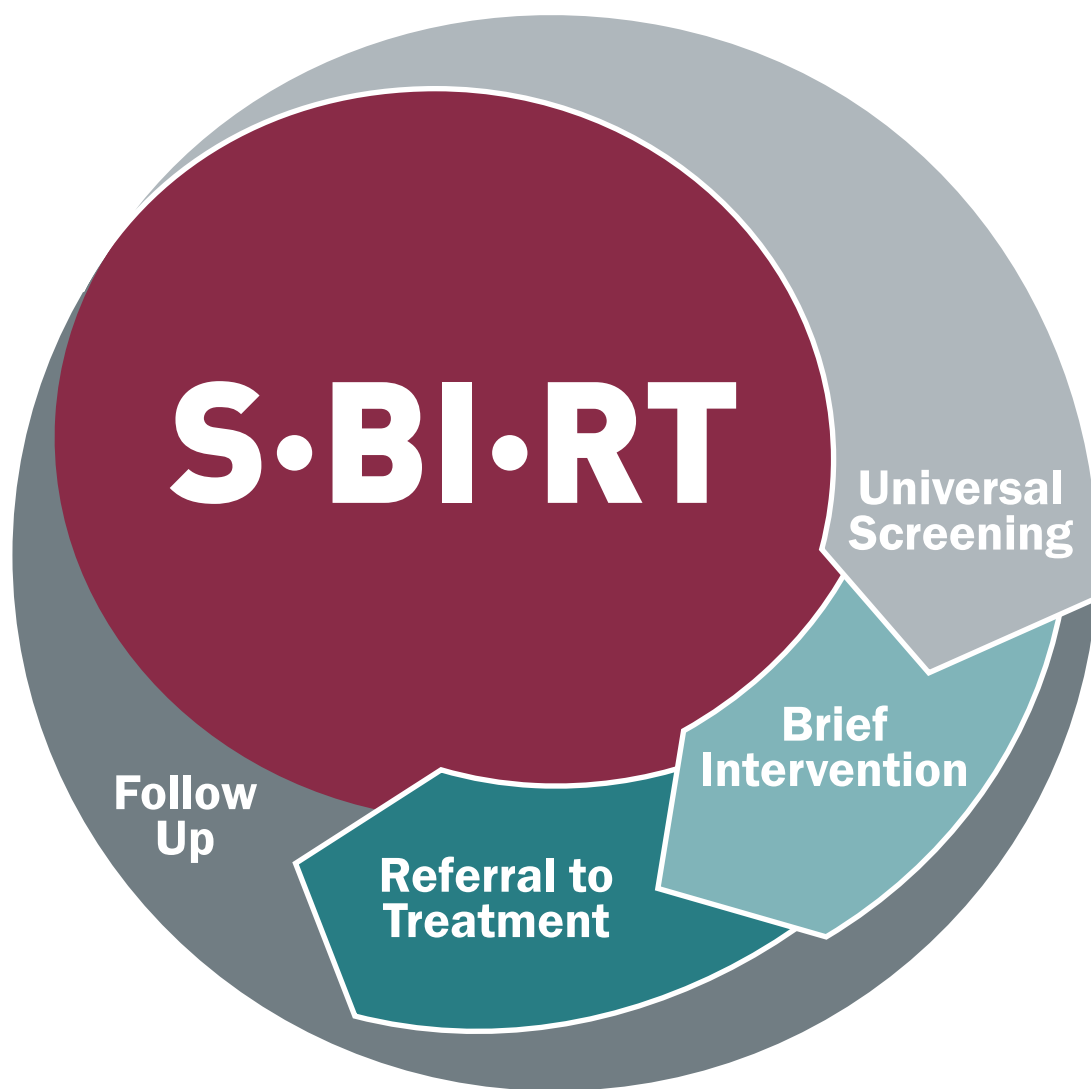 S•BI•RT
Universal
Screening
Brief
Intervention
Referral to
Treatment
Follow
Up